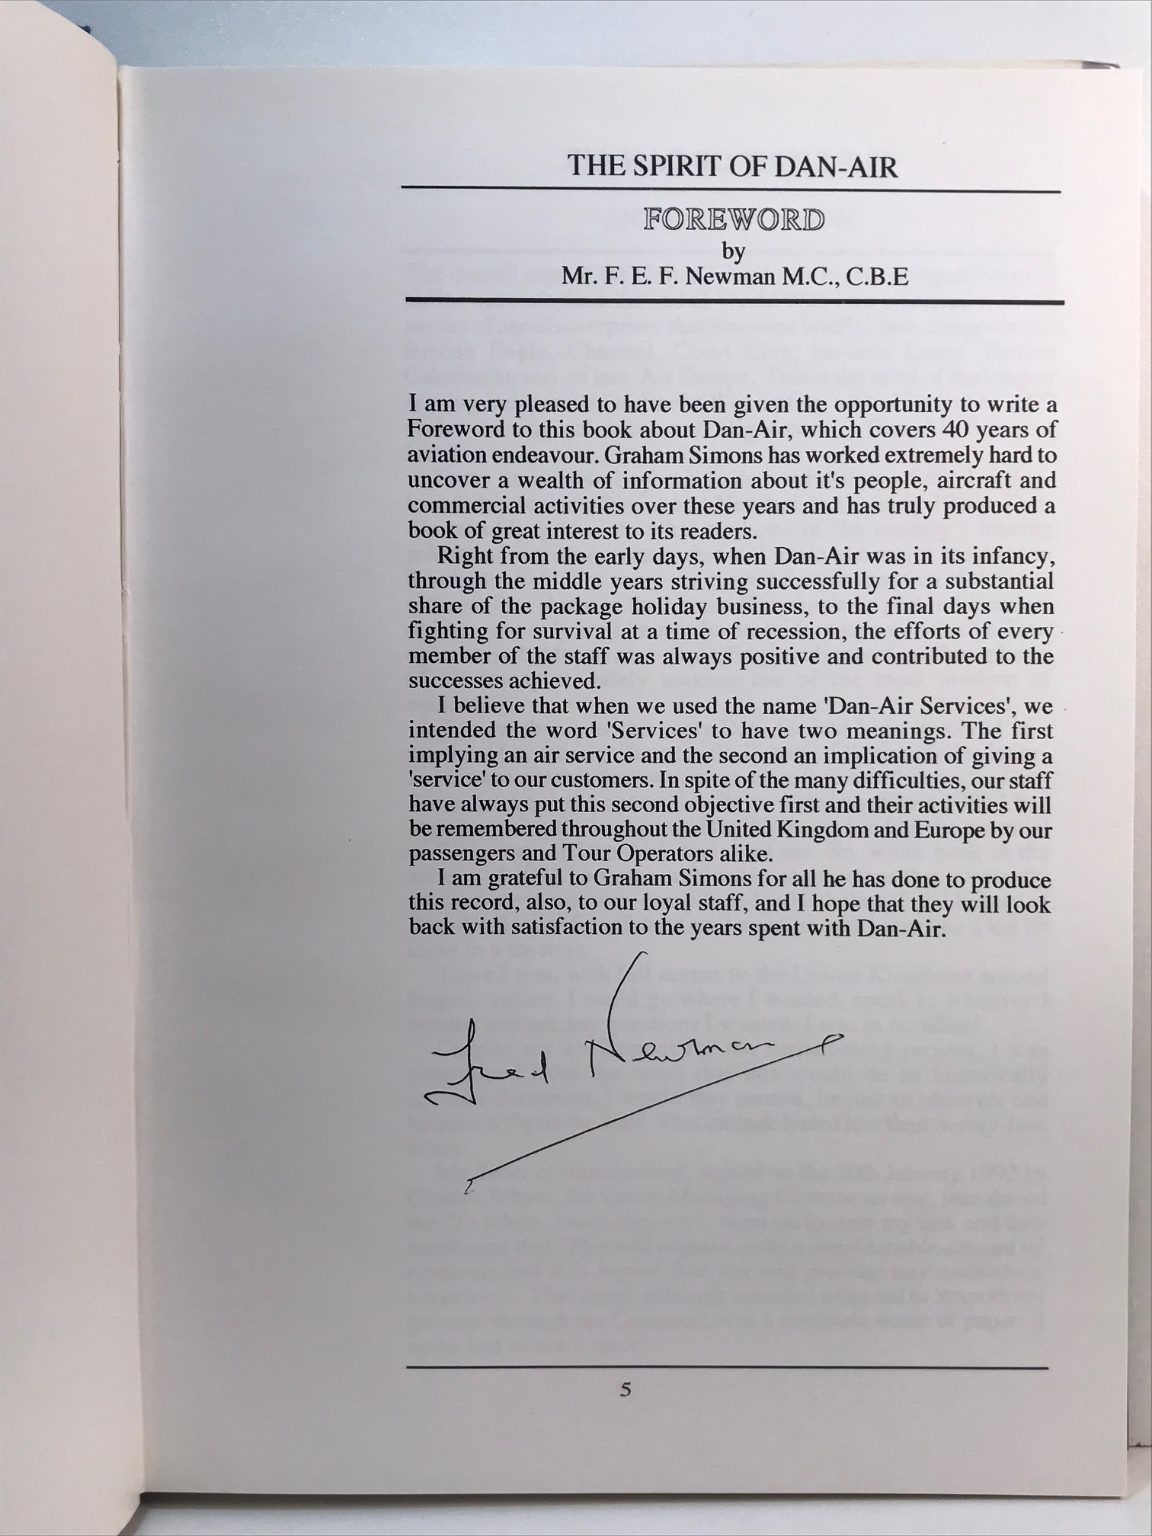 THE SPIRIT OF DAN-AIR
FOREWORD
by
Mr. F. E. F. Newman M.C., C.B.E
I am very pleased to have been given the opportunity to write a
Foreword to this book about Dan-Air, which covers 40 years of
aviation endeavour. Graham Simons has worked extremely hard to
uncover a wealth of information about it's people, aircraft and
commercial activities over these years and has truly produced a
book of great interest to its readers.
Right from the early days, when Dan-Air was in its infancy,
through the middle years striving successfully for a substantial
share of the package holiday business, to the final days when
fighting for survival at a time of recession, the efforts of every
member of the staff was always positive and contributed to the
successes achieved.
I believe that when we used the name 'Dan-Air Services', we
intended the word 'Services' to have two meanings. The first
implying an air service and the second an implication of giving a
'service' to our customers. In spite of the many difficulties, our staff
have always put this second objective first and their activities will
be remembered throughout the United Kingdom and Europe by our
passengers and Tour Operators alike.
I am grateful to Graham Simons for all he has done to produce
this record, also, to our loyal staff, and I hope that they will look
back with satisfaction to the years spent with Dan-Air.
Fred Newman
5